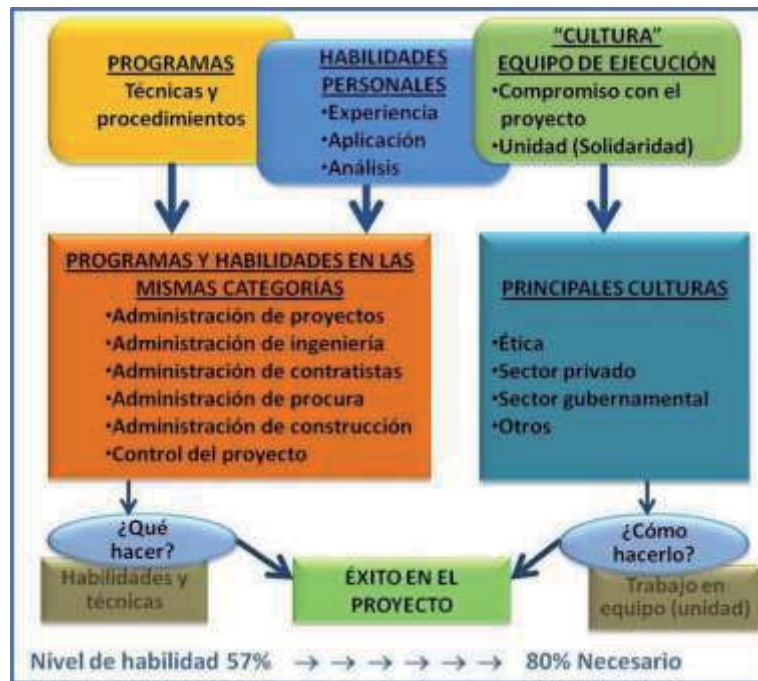 PROGRAMAS
Técnicas y
procedimientos
HABILIDADES
PERSONALES
•Experiencia
•Aplicación
•Análisis
“CULTURA”
EQUIPO DE EJECUCIÓN
•Compromiso con el
proyecto
•Unidad (Solidaridad)
PROGRAMAS Y HABILIDADES EN LAS
MISMAS CATEGORÍAS
•Administración de proyectos
•Administración de ingeniería
•Administración de contratistas
•Administración de procura
•Administración de construcción
•Control del proyecto
PRINCIPALES CULTURAS
•Ética
•Sector privado
•Sector gubernamental
•Otros
¿Qué
hacer?
Habilidades y
técnicas
ÉXITO EN EL
PROYECTO
¿Cómo
hacerlo?
Trabajo en
equipo (unidad)
Nivel de habilidad 57% → → → → → → 80% Necesario